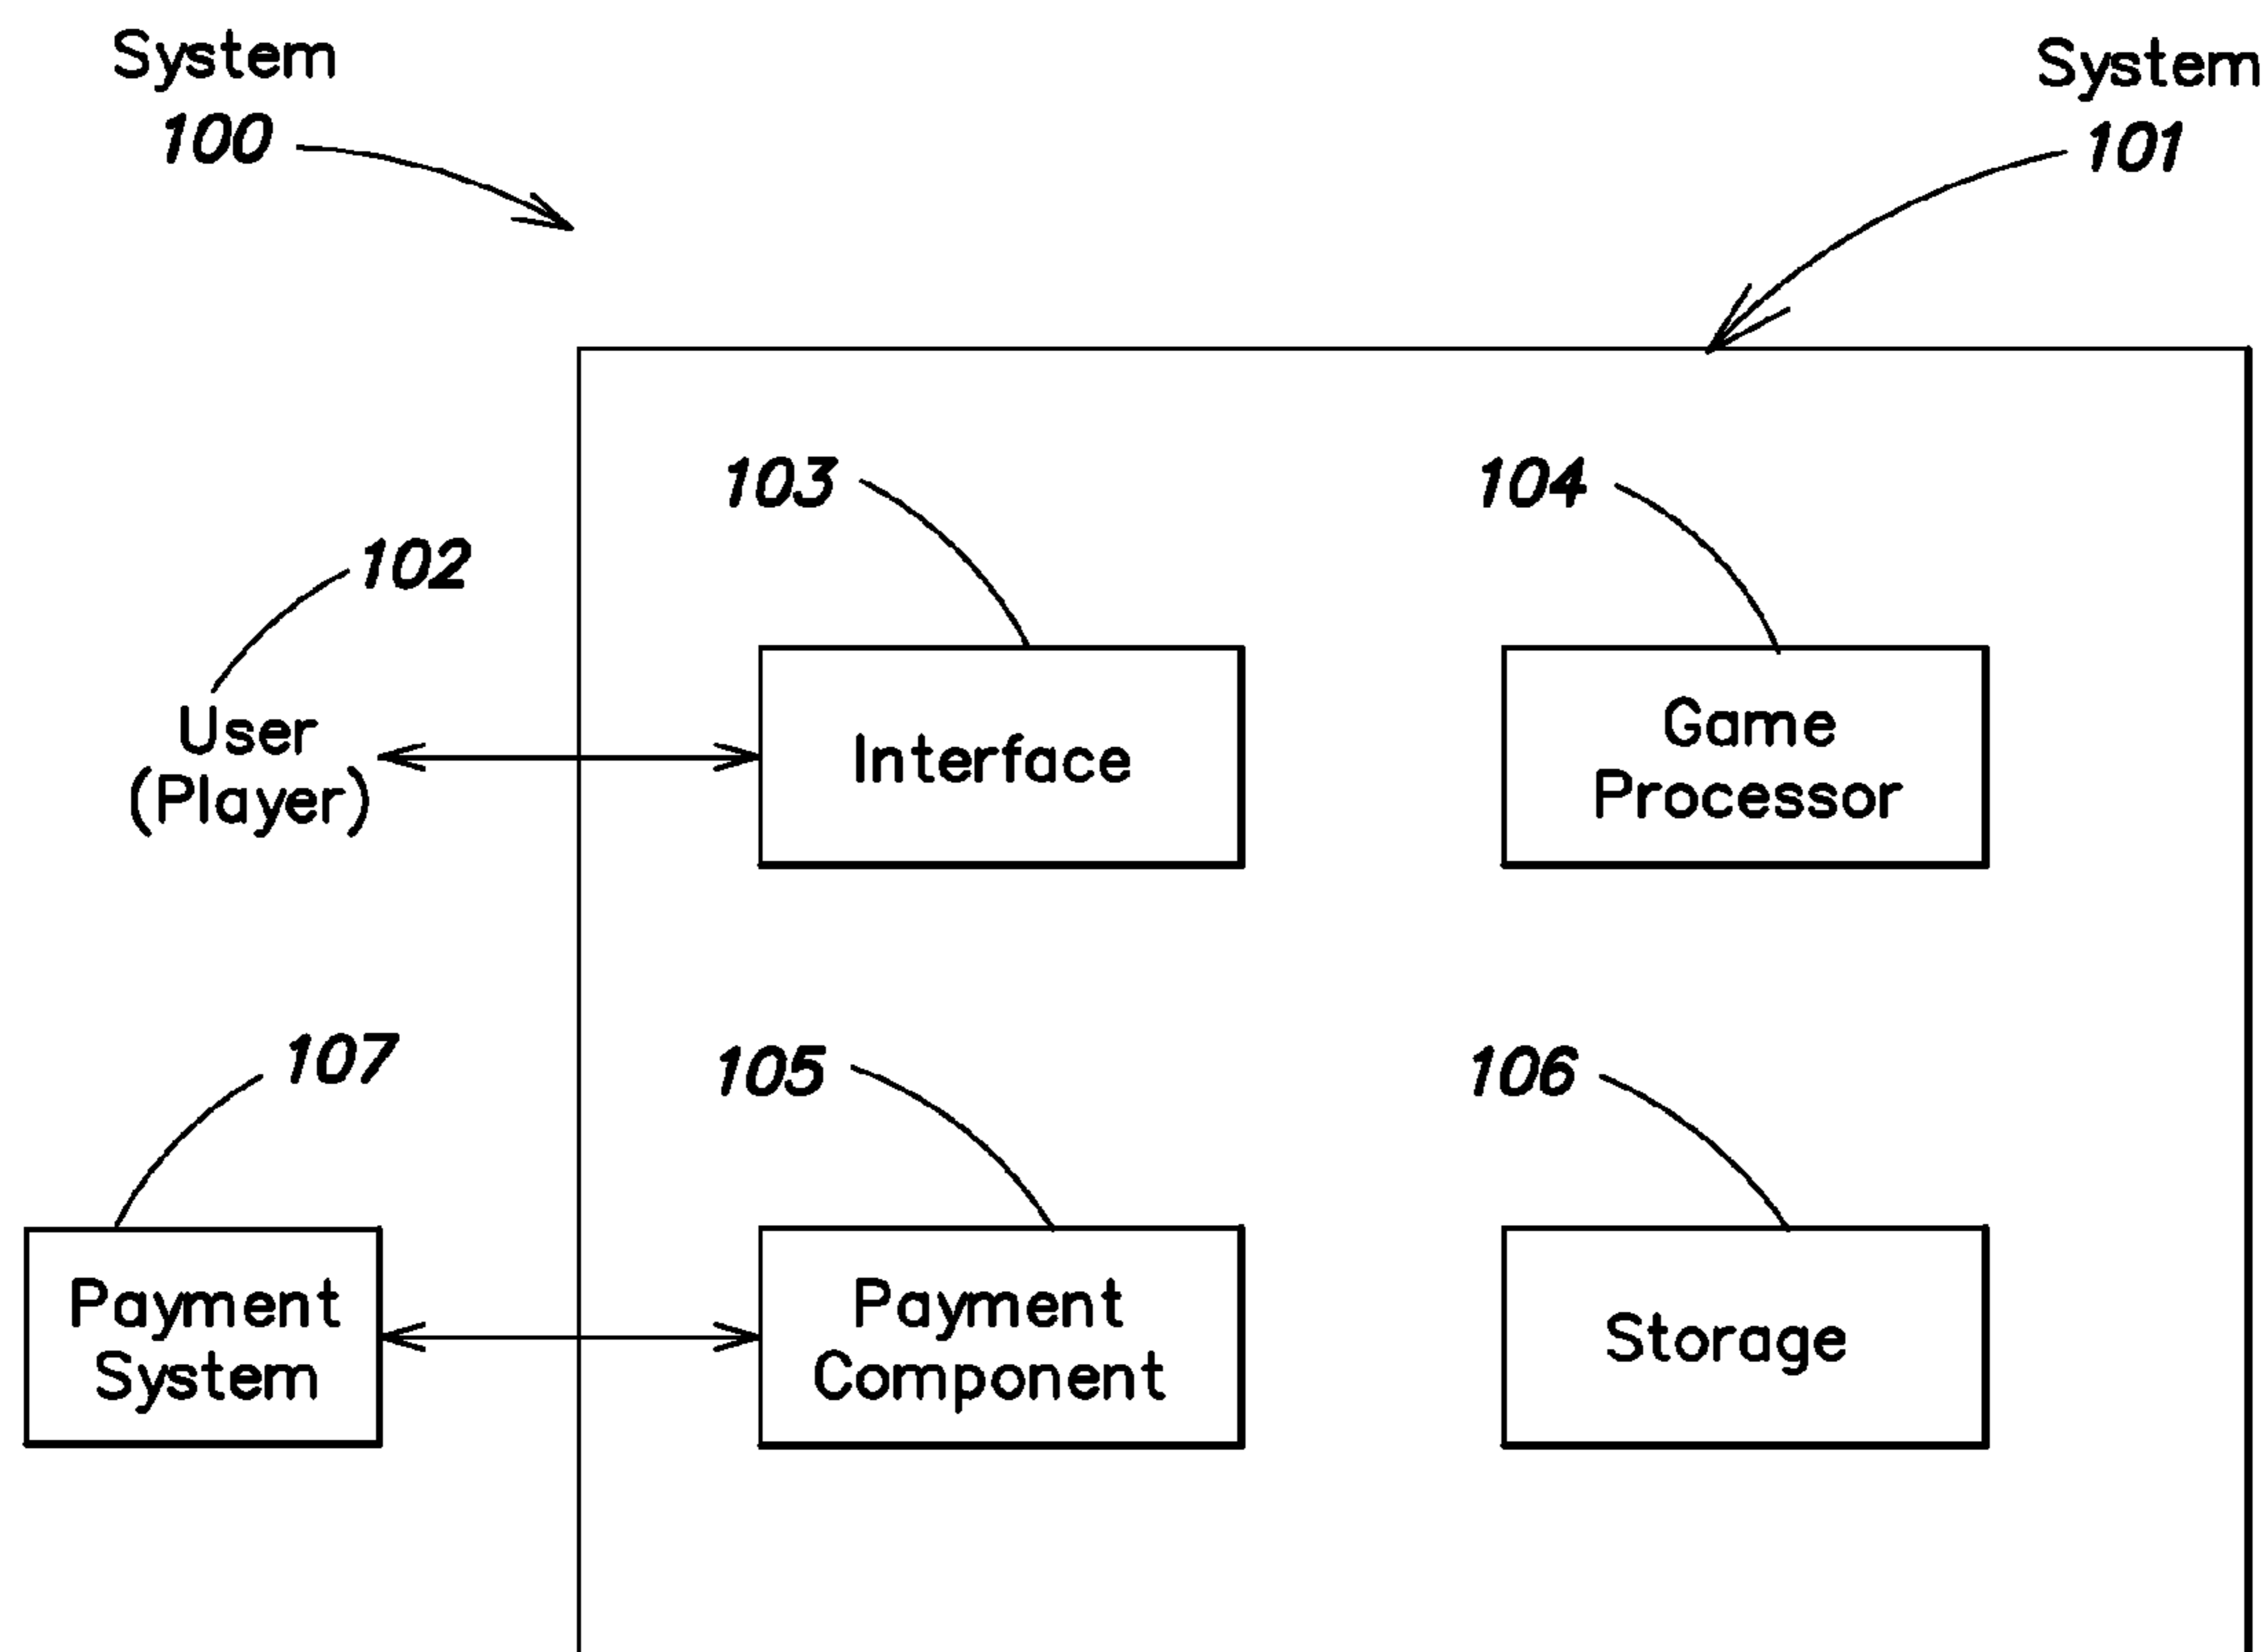 System
100
System
101
103
104
102
User
(Player)
Interface
Game
Processor
107
105
106
Payment
System
Payment
Component
Storage